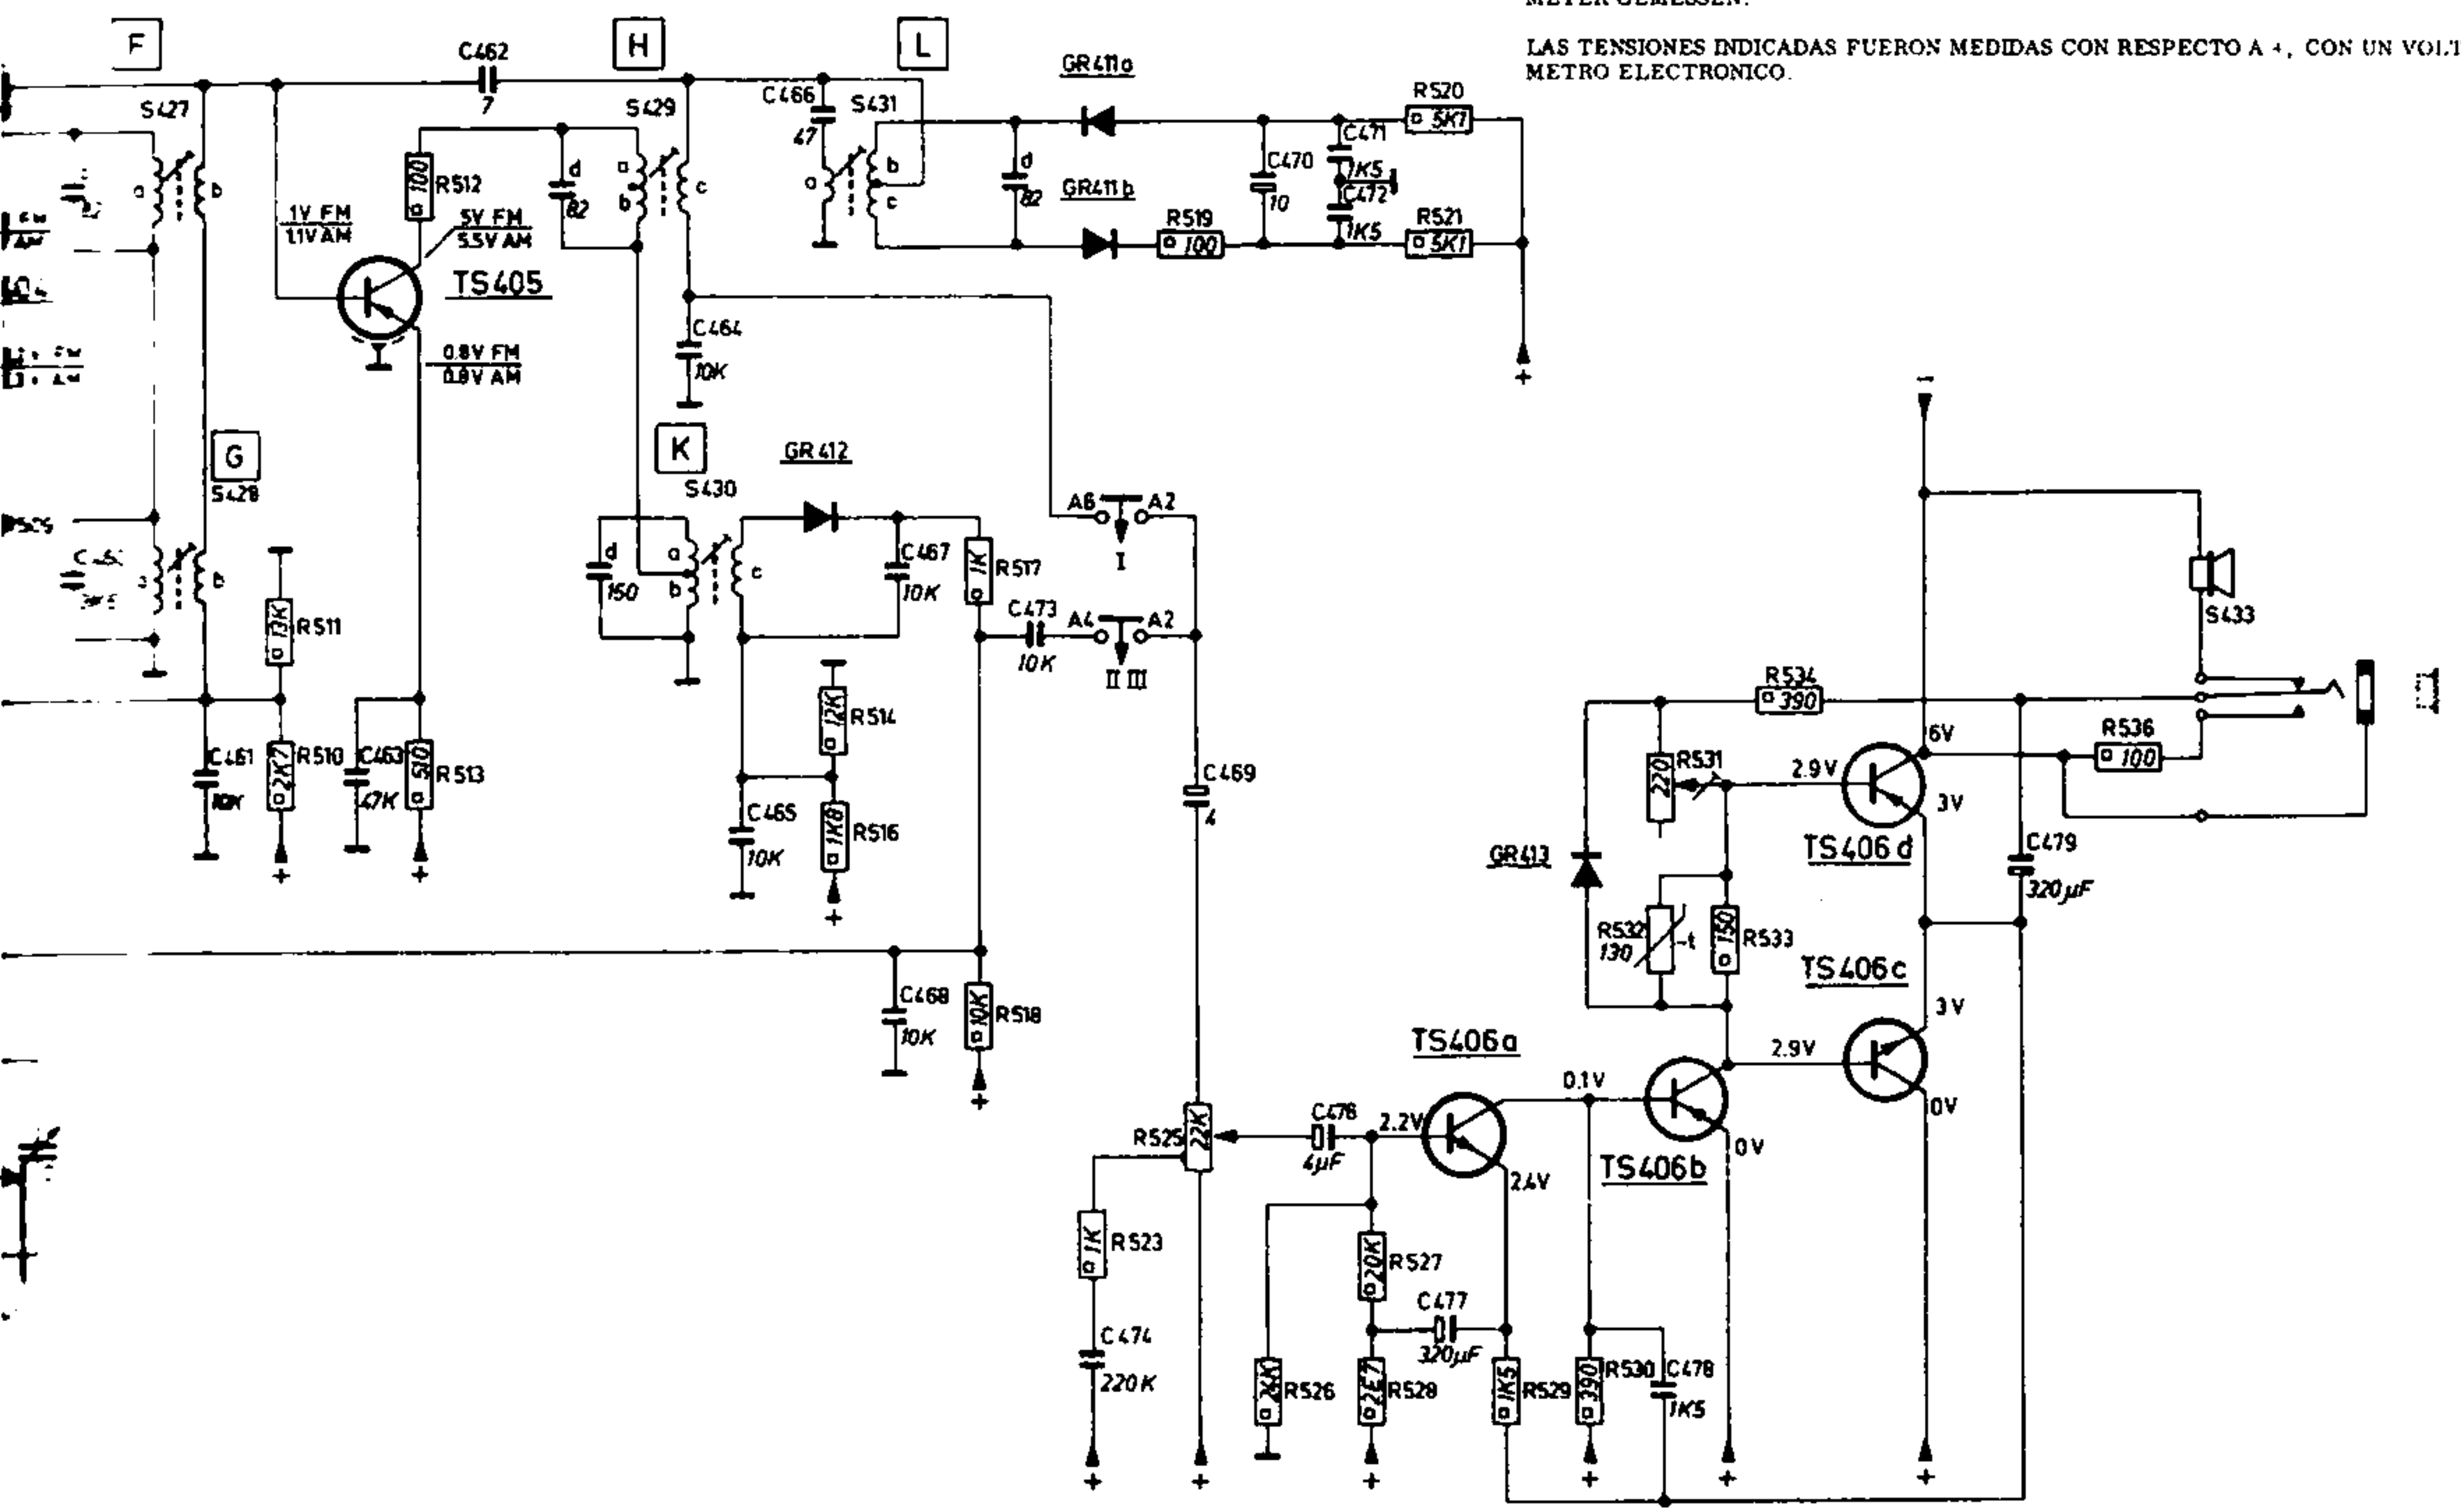 LAS TENSIONES INDICADAS FUERON MEDIDAS CON RESPECTO A +, CON UN
METRO ELECTRONICO.
F
H
L
C462
7
S427
S429
C466
47
S431
GR411a
R520
5K1
C471
1K5
C470
10
C472
1K5
a
b
R512
100
d
82
a
b
c
a
b
c
d
82
GR411b
R519
100
R521
5K1
1V FM
1.1V AM
5V FM
5.5V AM
TS405
0.8V FM
0.8V AM
C464
10K
+
−
G
S428
K
S430
GR412
A6
A2
I
a
b
d
150
a
b
c
C467
10K
R517
1K
C473
10K
A4
A2
II III
S433
R511
13K
R514
12K
R534
390
R536
100
C461
10K
R510
2K7
C463
47K
R513
510
C465
10K
R516
1K8
C469
4
R531
220
2.9V
6V
3V
TS406d
C479
320µF
GR413
+
+
+
R532
130
-t
R533
150
TS406c
3V
C468
10K
R518
10K
+
TS406a
2.9V
0.1V
0V
R525
22K
C476
4µF
2.2V
2.4V
TS406b
0V
R523
1K
R527
20K
C477
320µF
C474
220K
R526
24K
R528
2E7
R529
1K5
R530
390
C478
1K5
+
+
+
+
+
+